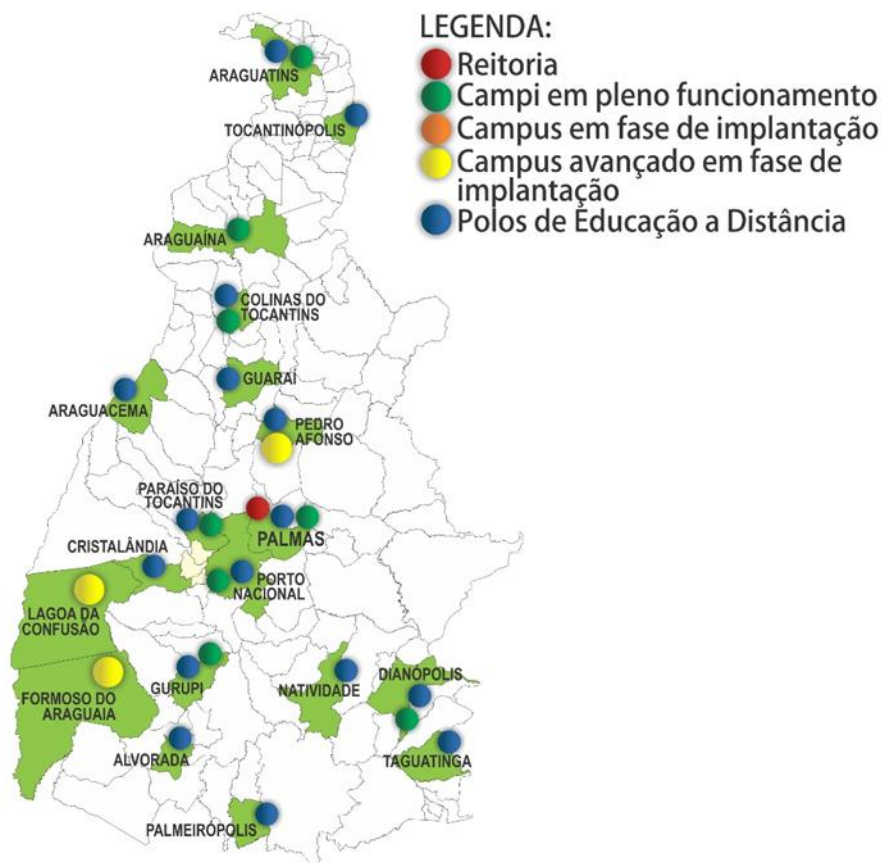 LEGENDA:
Reitoria
Campi em pleno funcionamento
Campus em fase de implantação
Campus avançado em fase de
implantação
Polos de Educação a Distância
ARAGUATINS
TOCANTINÓPOLIS
ARAGUAÍNA
COLINAS DO
TOCANTINS
GUARAÍ
ARAGUACEMA
PEDRO
AFONSO
PARAÍSO DO
TOCANTINS
PALMAS
CRISTALÂNDIA
PORTO
NACIONAL
LAGOA DA
CONFUSÃO
DIANÓPOLIS
GURUPI
NATIVIDADE
FORMOSO DO
ARAGUAIA
ALVORADA
TAGUATINGA
PALMEIRÓPOLIS